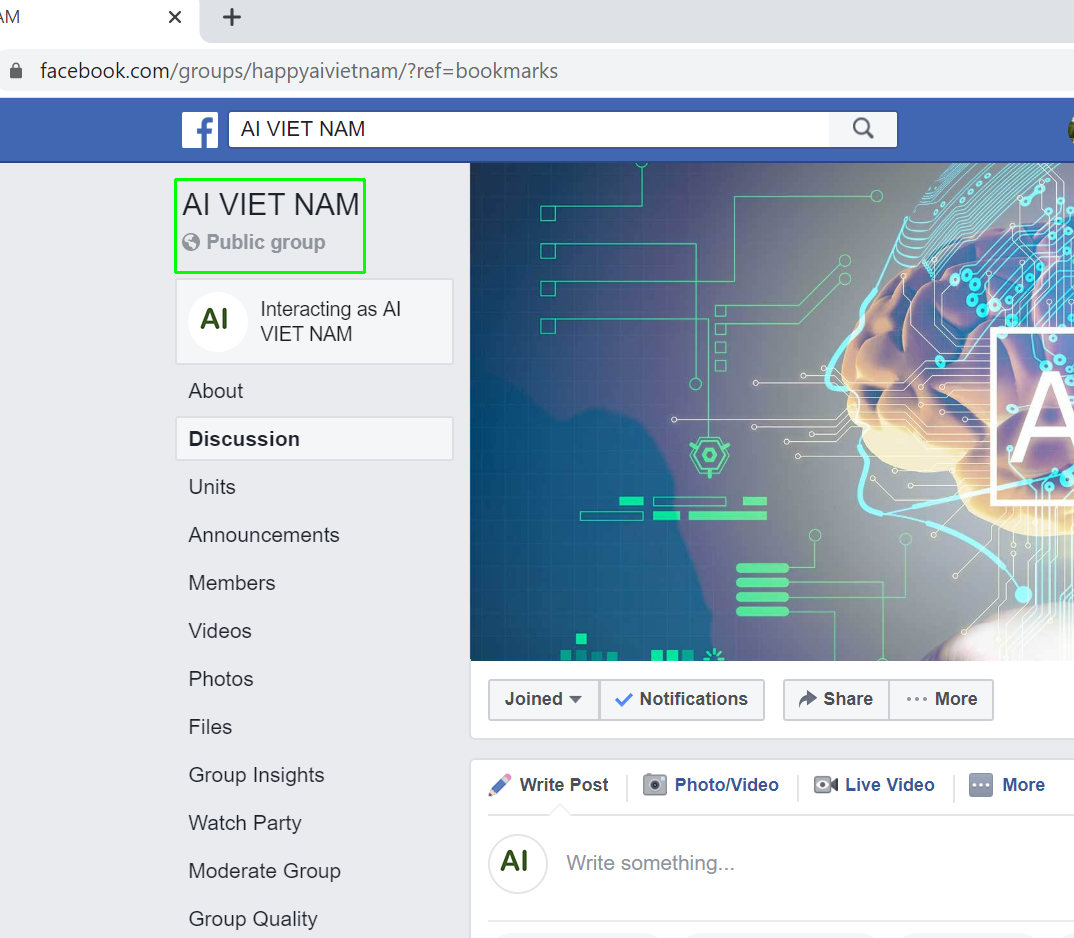 AM
facebook.com/groups/happyaivietnam/?ref=bookmarks
AI VIET NAM
AI VIET NAM
Public group
AI
Interacting as AI
VIET NAM
About
Discussion
Units
Announcements
Members
Videos
Photos
Files
Group Insights
Watch Party
Moderate Group
Group Quality
A
Joined
Notifications
Share
More
Write Post
Photo/Video
Live Video
More
AI
Write something...